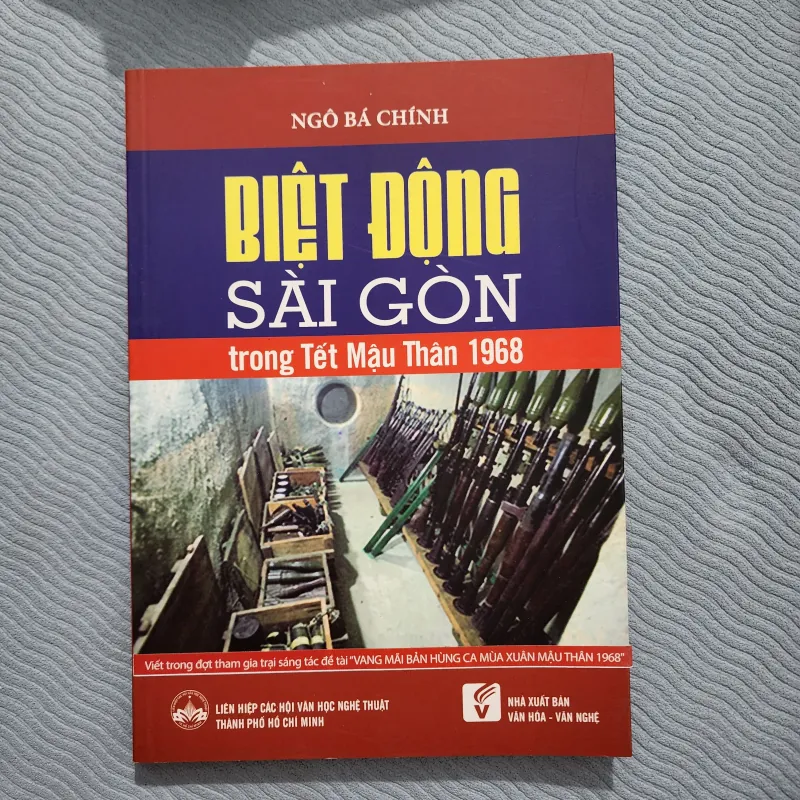 NGÔ BÁ CHÍNH
BIỆT ĐỘNG
SÀI GÒN
trong Tết Mậu Thân 1968
Viết trong đợt tham gia trại sáng tác đề tài "VANG MÃI BẢN HÙNG CA MÙA XUÂN MẬU THÂN 1968"
LIÊN HIỆP CÁC HỘI VĂN HỌC NGHỆ THUẬT
THÀNH PHỐ HỒ CHÍ MINH
NHÀ XUẤT BẢN
VĂN HÓA - VĂN NGHỆ